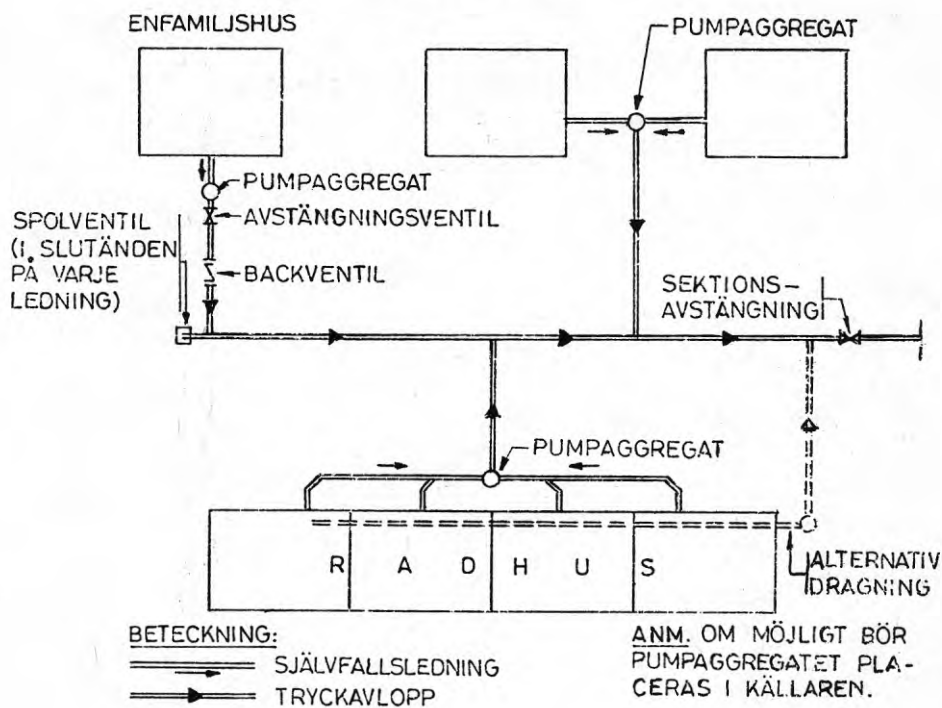 ENFAMILJSHUS
PUMPAGGREGAT
PUMPAGGREGAT
AVSTÄNGNINGSVENTIL
SPOLVENTIL
(I. SLUTÄNDEN
PÅ VARJE
LEDNING)
BACKVENTIL
SEKTIONS-
AVSTÄNGNING
PUMPAGGREGAT
RADHUS
ALTERNATIV
DRAGNING
BETECKNING:
SJÄLVFALLSLEDNING
TRYCKAVLOPP
ANM. OM MÖJLIGT BÖR
PUMPAGGREGATET PLA-
CERAS I KÄLLAREN.